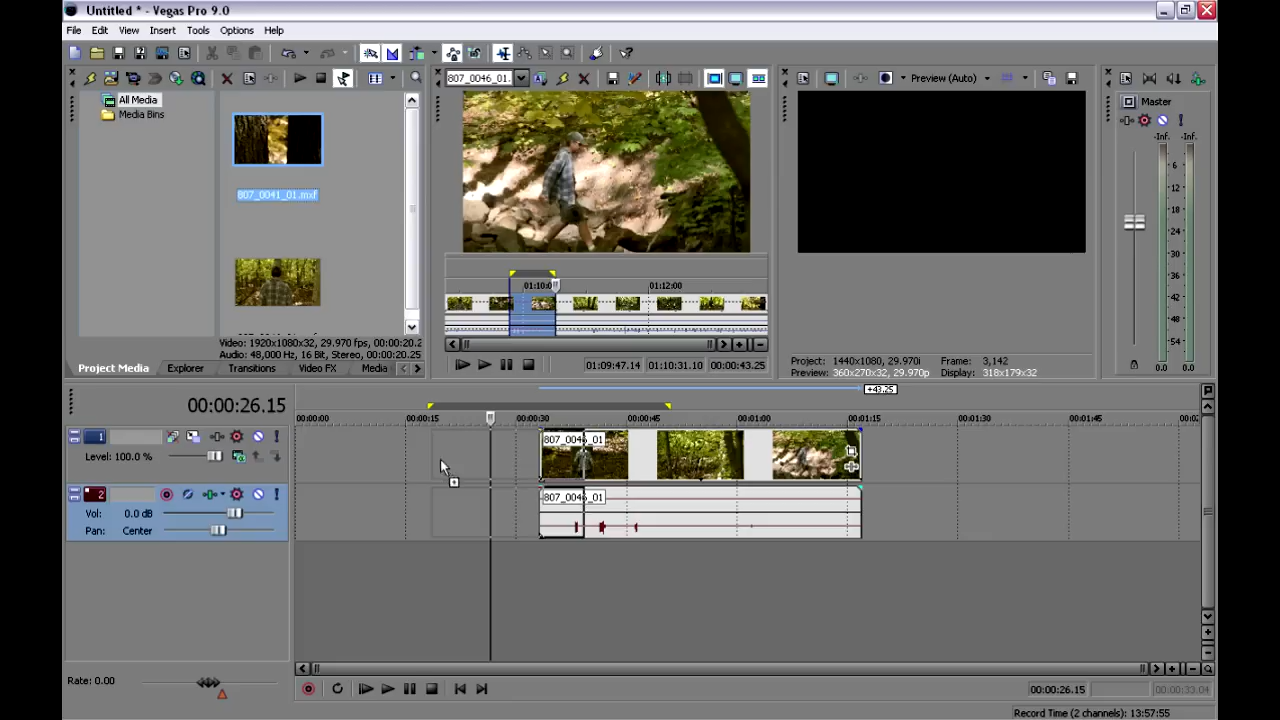 Untitled * - Vegas Pro 9.0
File Edit View Insert Tools Options Help
All Media
Media Bins
807_0041_01.mxf
Video: 1920x1080x32, 29.970 fps, 00:00:20.2
Audio: 48,000 Hz, 16 Bit, Stereo, 00:00:20.25
Project Media Explorer Transitions Video FX Media
807_0046_01.
01:12:00
01:09:47.14 01:10:31.10 00:00:43.25
Preview (Auto)
Project: 1440x1080, 29.970i Frame: 3,142
Preview: 360x270x32, 29.970p Display: 318x179x32
Master
-Inf. -Inf.
6
12
18
24
30
36
42
48
54
0.0 0.0
00:00:26.15
+43.25
00:00:00 00:00:15 00:00:30 00:00:45 00:01:00 00:01:15 00:01:30 00:01:45 00:0
1
Level: 100.0 %
807_0046_01
2
Vol: 0.0 dB
Pan: Center
807_0046_01
Rate: 0.00
00:00:26.15 00:00:33.04
Record Time (2 channels): 13:57:55